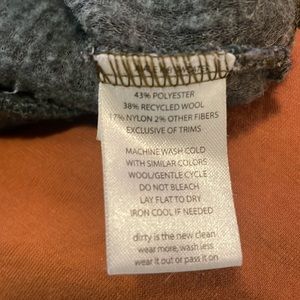 43% POLYESTER
38% RECYCLED WOOL
17% NYLON 2% OTHER FIBERS
EXCLUSIVE OF TRIMS
MACHINE WASH COLD
WITH SIMILAR COLORS
WOOL/GENTLE CYCLE
DO NOT BLEACH
LAY FLAT TO DRY
IRON COOL IF NEEDED
dirty is the new clean
wear more, wash less
wear it out or pass it on